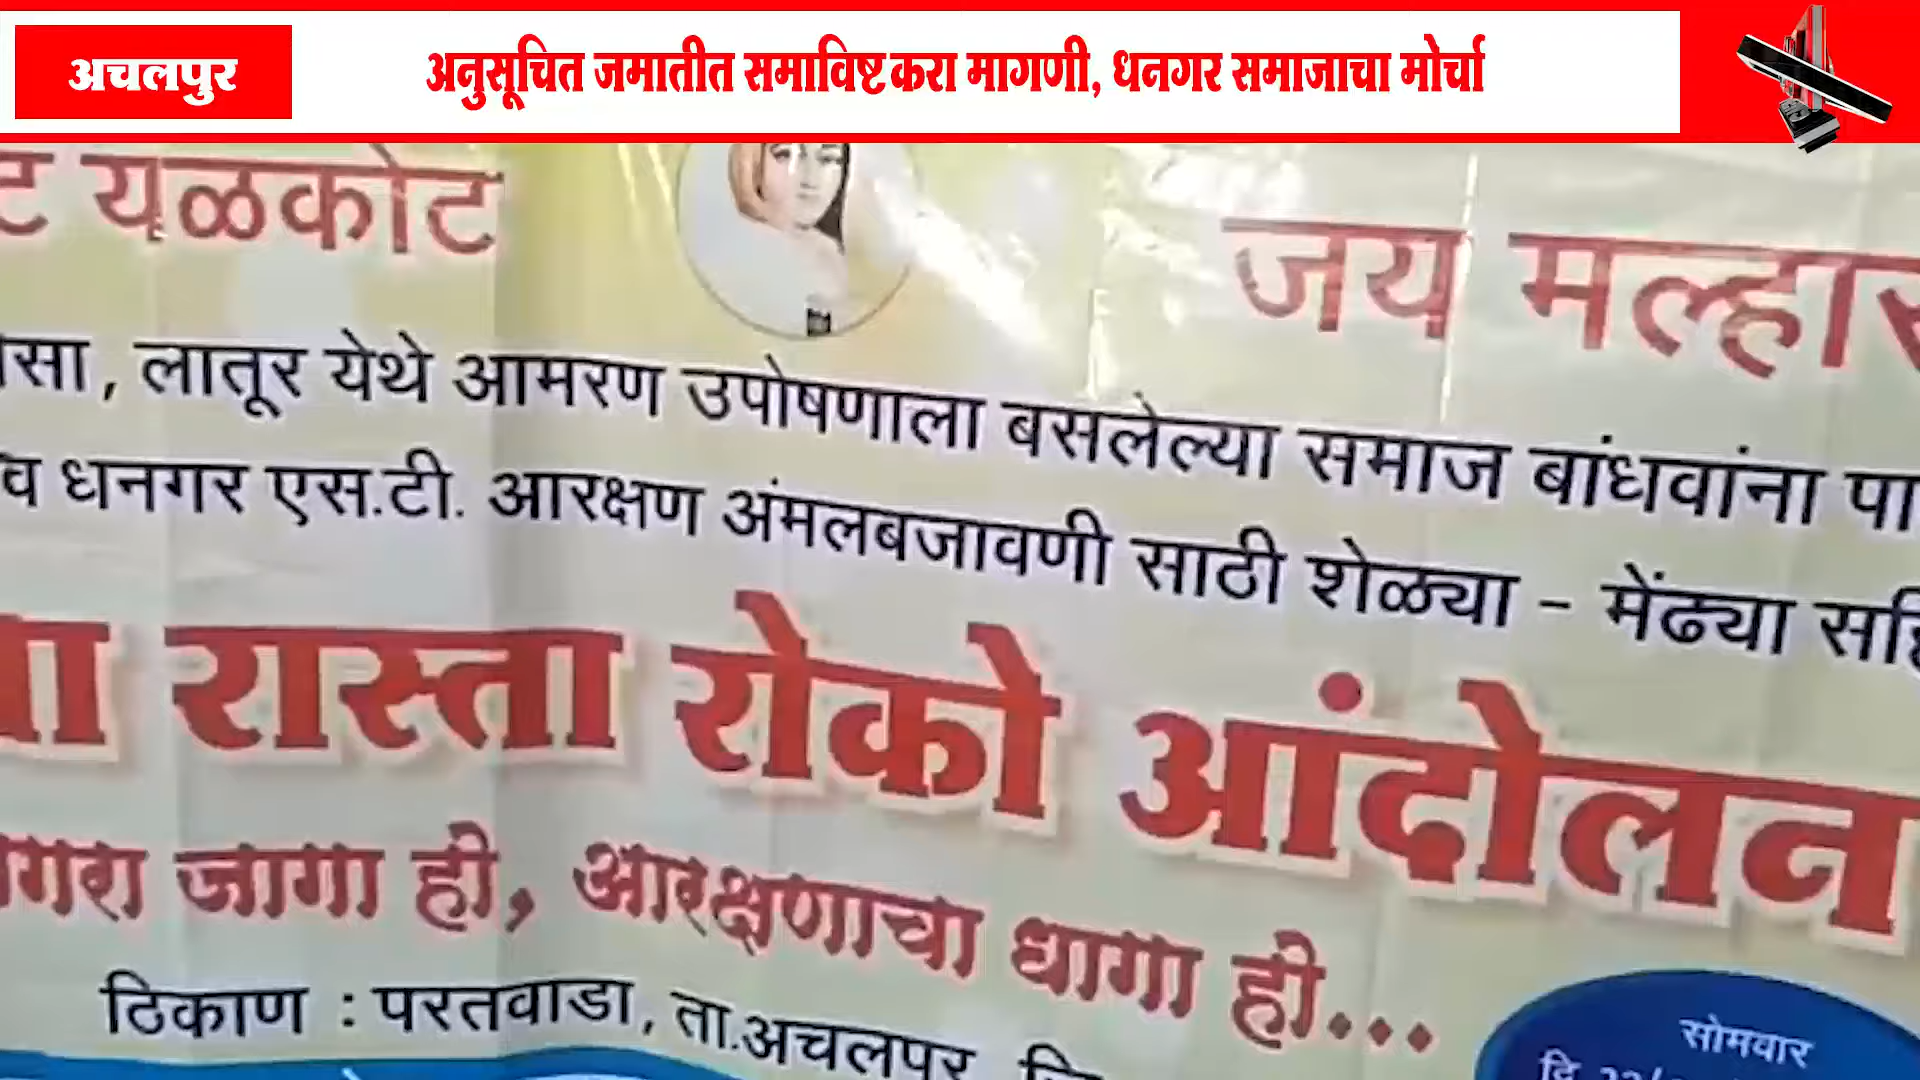 अचलपुर
अनुसूचित जमातीत समाविष्ट करा मागणी, धनगर समाजाचा मोर्चा
यळकोट
जय मल्हार
लातूर येथे आमरण उपोषणाला बसलेल्या समाज बांधवांना
व धनगर एस.टी. आरक्षण अंमलबजावणी साठी शेळ्या - मेंढ्या
रास्ता रोको आंदोलन
जागा हो, आरक्षणाचा धागा हो...
ठिकाण : परतवाडा, ता.अचलपूर
सोमवार